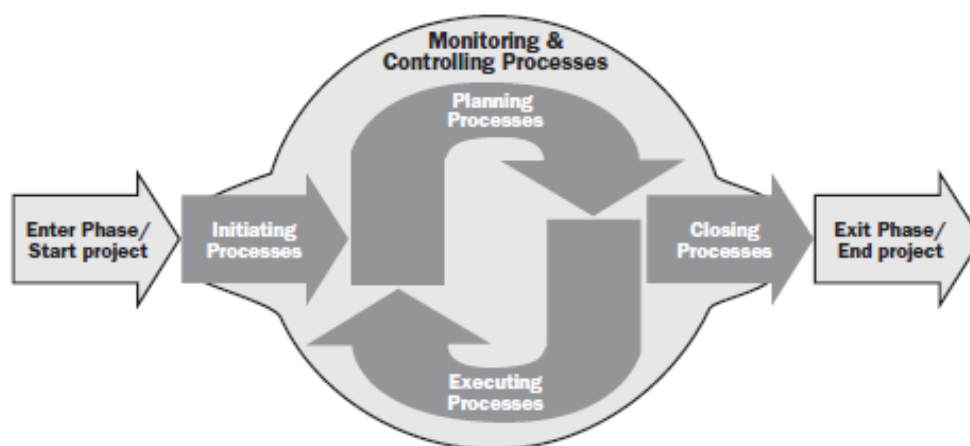 Monitoring &
Controlling Processes
Planning
Processes
Enter Phase/
Start project
Initiating
Processes
Closing
Processes
Exit Phase/
End project
Executing
Processes